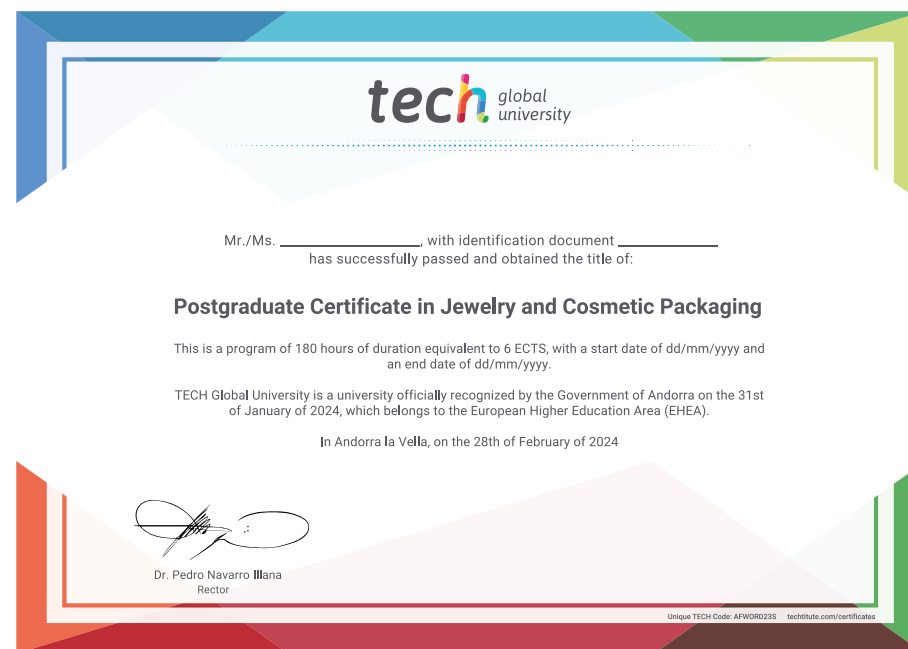 tech global university
Mr./Ms. ____________, with identification document ____________
has successfully passed and obtained the title of:
Postgraduate Certificate in Jewelry and Cosmetic Packaging
This is a program of 180 hours of duration equivalent to 6 ECTS, with a start date of dd/mm/yyyy and
an end date of dd/mm/yyyy.
TECH Global University is a university officially recognized by the Government of Andorra on the 31st
of January of 2024, which belongs to the European Higher Education Area (EHEA).
In Andorra la Vella, on the 28th of February of 2024
Dr. Pedro Navarro Illana
Rector
Unique TECH Code: AFWORD23S techtitute.com/certificates